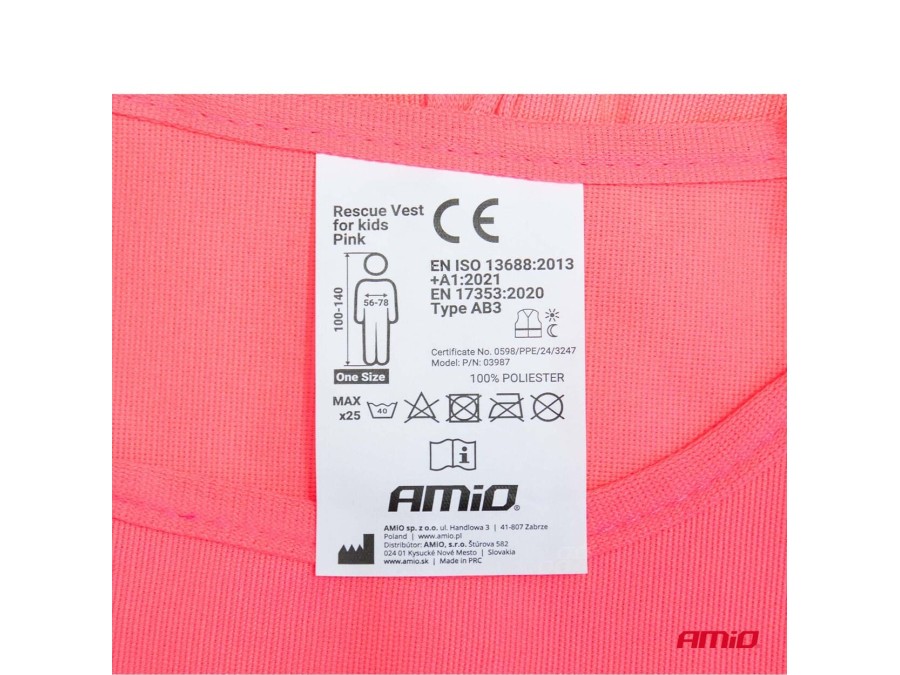 Rescue Vest
for kids
Pink
CE
EN ISO 13688:2013
+A1:2021
EN 17353:2020
Type AB3
100-140
56-78
One Size
Certificate No. 0598/PPE/24/3247
Model: P/N: 03987
100% POLIESTER
MAX
x25
40
i
AMiO®
AMiO sp. z o.o. ul. Handlowa 3 | 41-807 Zabrze
Poland | www.amio.pl
Distribútor: AMiO, s.r.o. Štúrova 582
024 01 Kysucké Nové Mesto | Slovakia
www.amio.sk | Made in PRC
AMiO